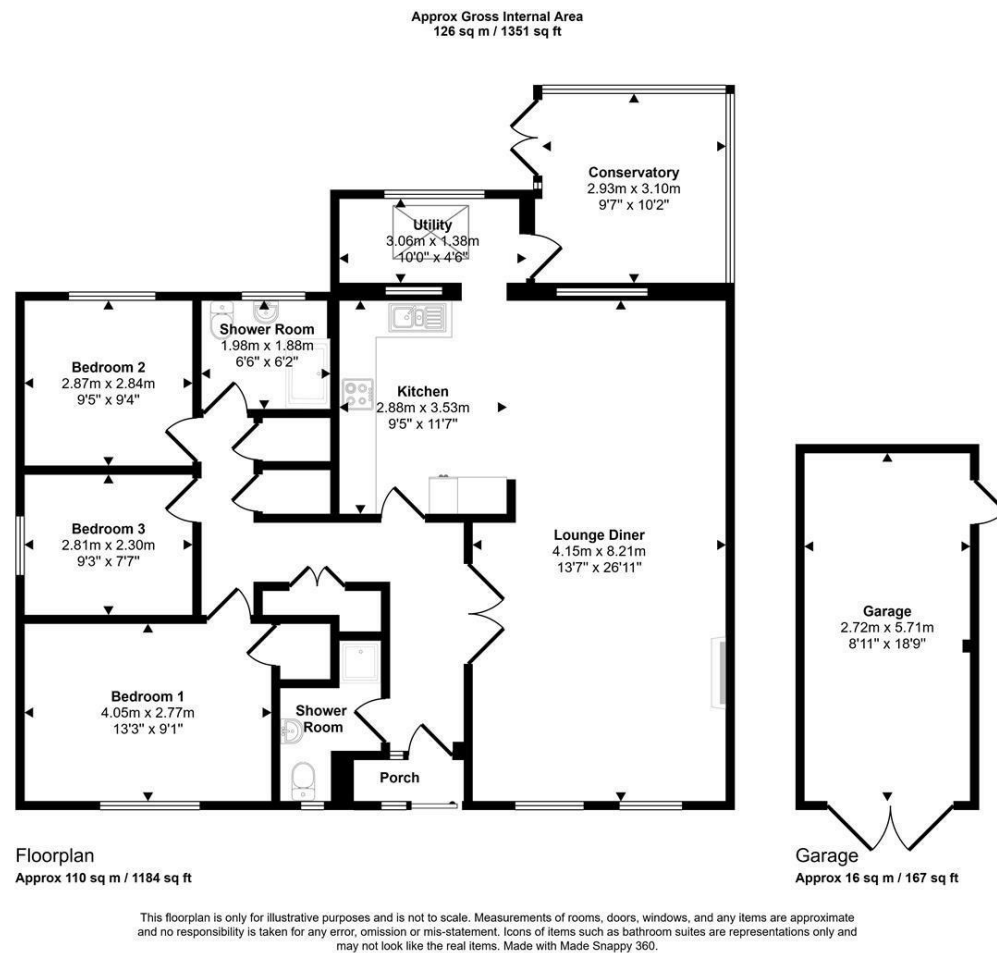 Approx Gross Internal Area
126 sq m / 1351 sq ft
Conservatory
2.93m x 3.10m
9'7" x 10'2"
Utility
3.06m x 1.38m
10'0" x 4'6"
Shower Room
1.98m x 1.88m
6'6" x 6'2"
Bedroom 2
2.87m x 2.84m
9'5" x 9'4"
Kitchen
2.88m x 3.53m
9'5" x 11'7"
Bedroom 3
2.81m x 2.30m
9'3" x 7'7"
Lounge Diner
4.15m x 8.21m
13'7" x 26'11"
Garage
2.72m x 5.71m
8'11" x 18'9"
Bedroom 1
4.05m x 2.77m
13'3" x 9'1"
Shower
Room
Porch
Floorplan
Approx 110 sq m / 1184 sq ft
Garage
Approx 16 sq m / 167 sq ft
This floorplan is only for illustrative purposes and is not to scale. Measurements of rooms, doors, windows, and any items are approximate
and no responsibility is taken for any error, omission or mis-statement. Icons of items such as bathroom suites are representations only and
may not look like the real items. Made with Made Snappy 360.